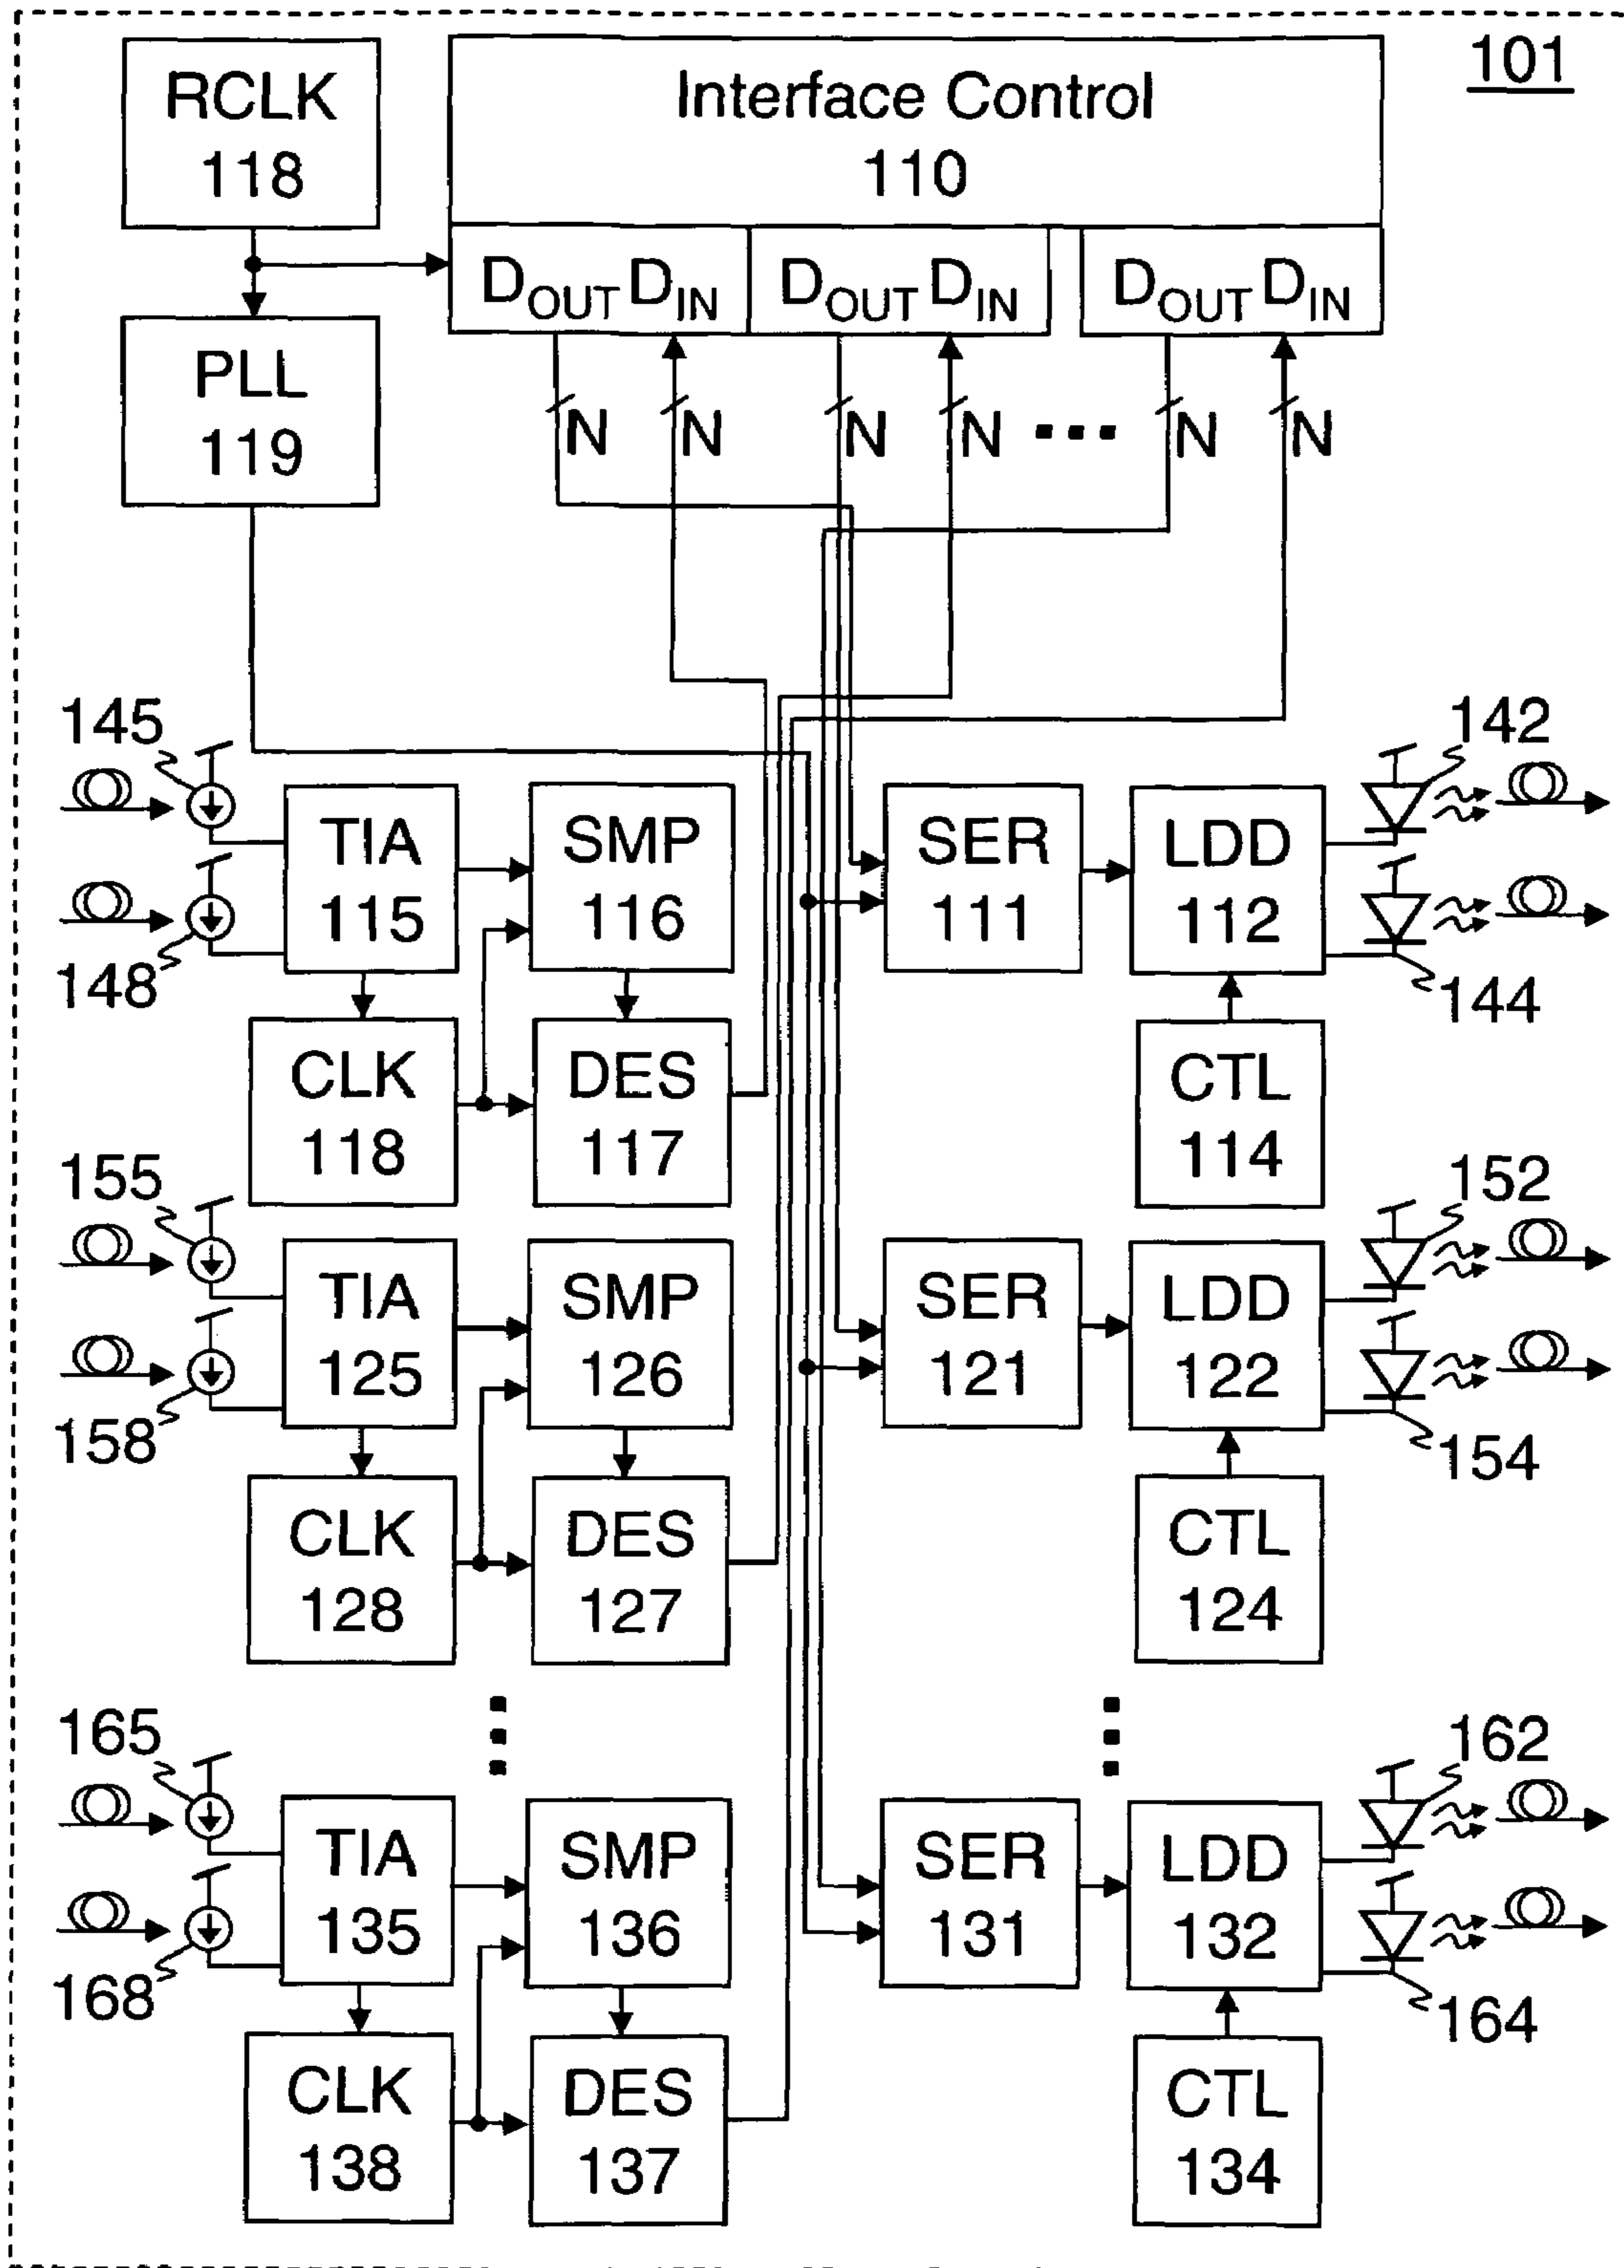 101
RCLK
118
Interface Control
110
DOUT DIN
DOUT DIN
DOUT DIN
PLL
119
N
N
N
N
...
N
N
145
148
TIA
115
SMP
116
CLK
118
DES
117
SER
111
LDD
112
CTL
114
142
144
155
158
TIA
125
SMP
126
CLK
128
DES
127
SER
121
LDD
122
CTL
124
152
154
165
168
TIA
135
SMP
136
CLK
138
DES
137
SER
131
LDD
132
CTL
134
162
164